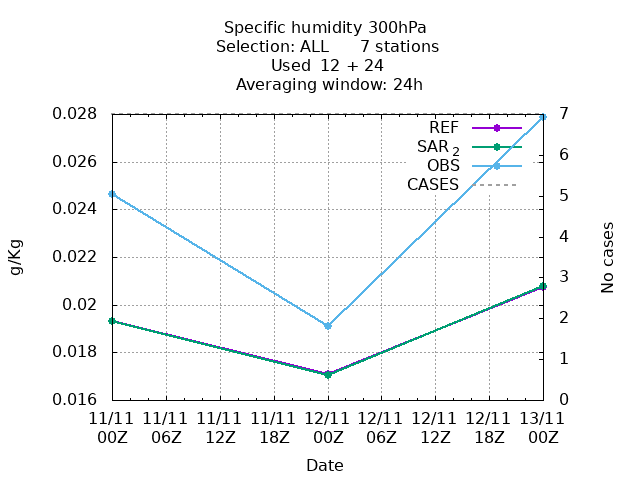 Specific humidity 300hPa
Selection: ALL 7 stations
Used 12 + 24
Averaging window: 24h
REF
SAR 2
OBS
CASES
0.028
0.026
0.024
0.022
0.02
0.018
0.016
g/Kg
7
6
5
4
3
2
1
0
No cases
11/11 11/11 11/11 11/11 12/11 12/11 12/11 12/11 13/11
00Z 06Z 12Z 18Z 00Z 06Z 12Z 18Z 00Z
Date